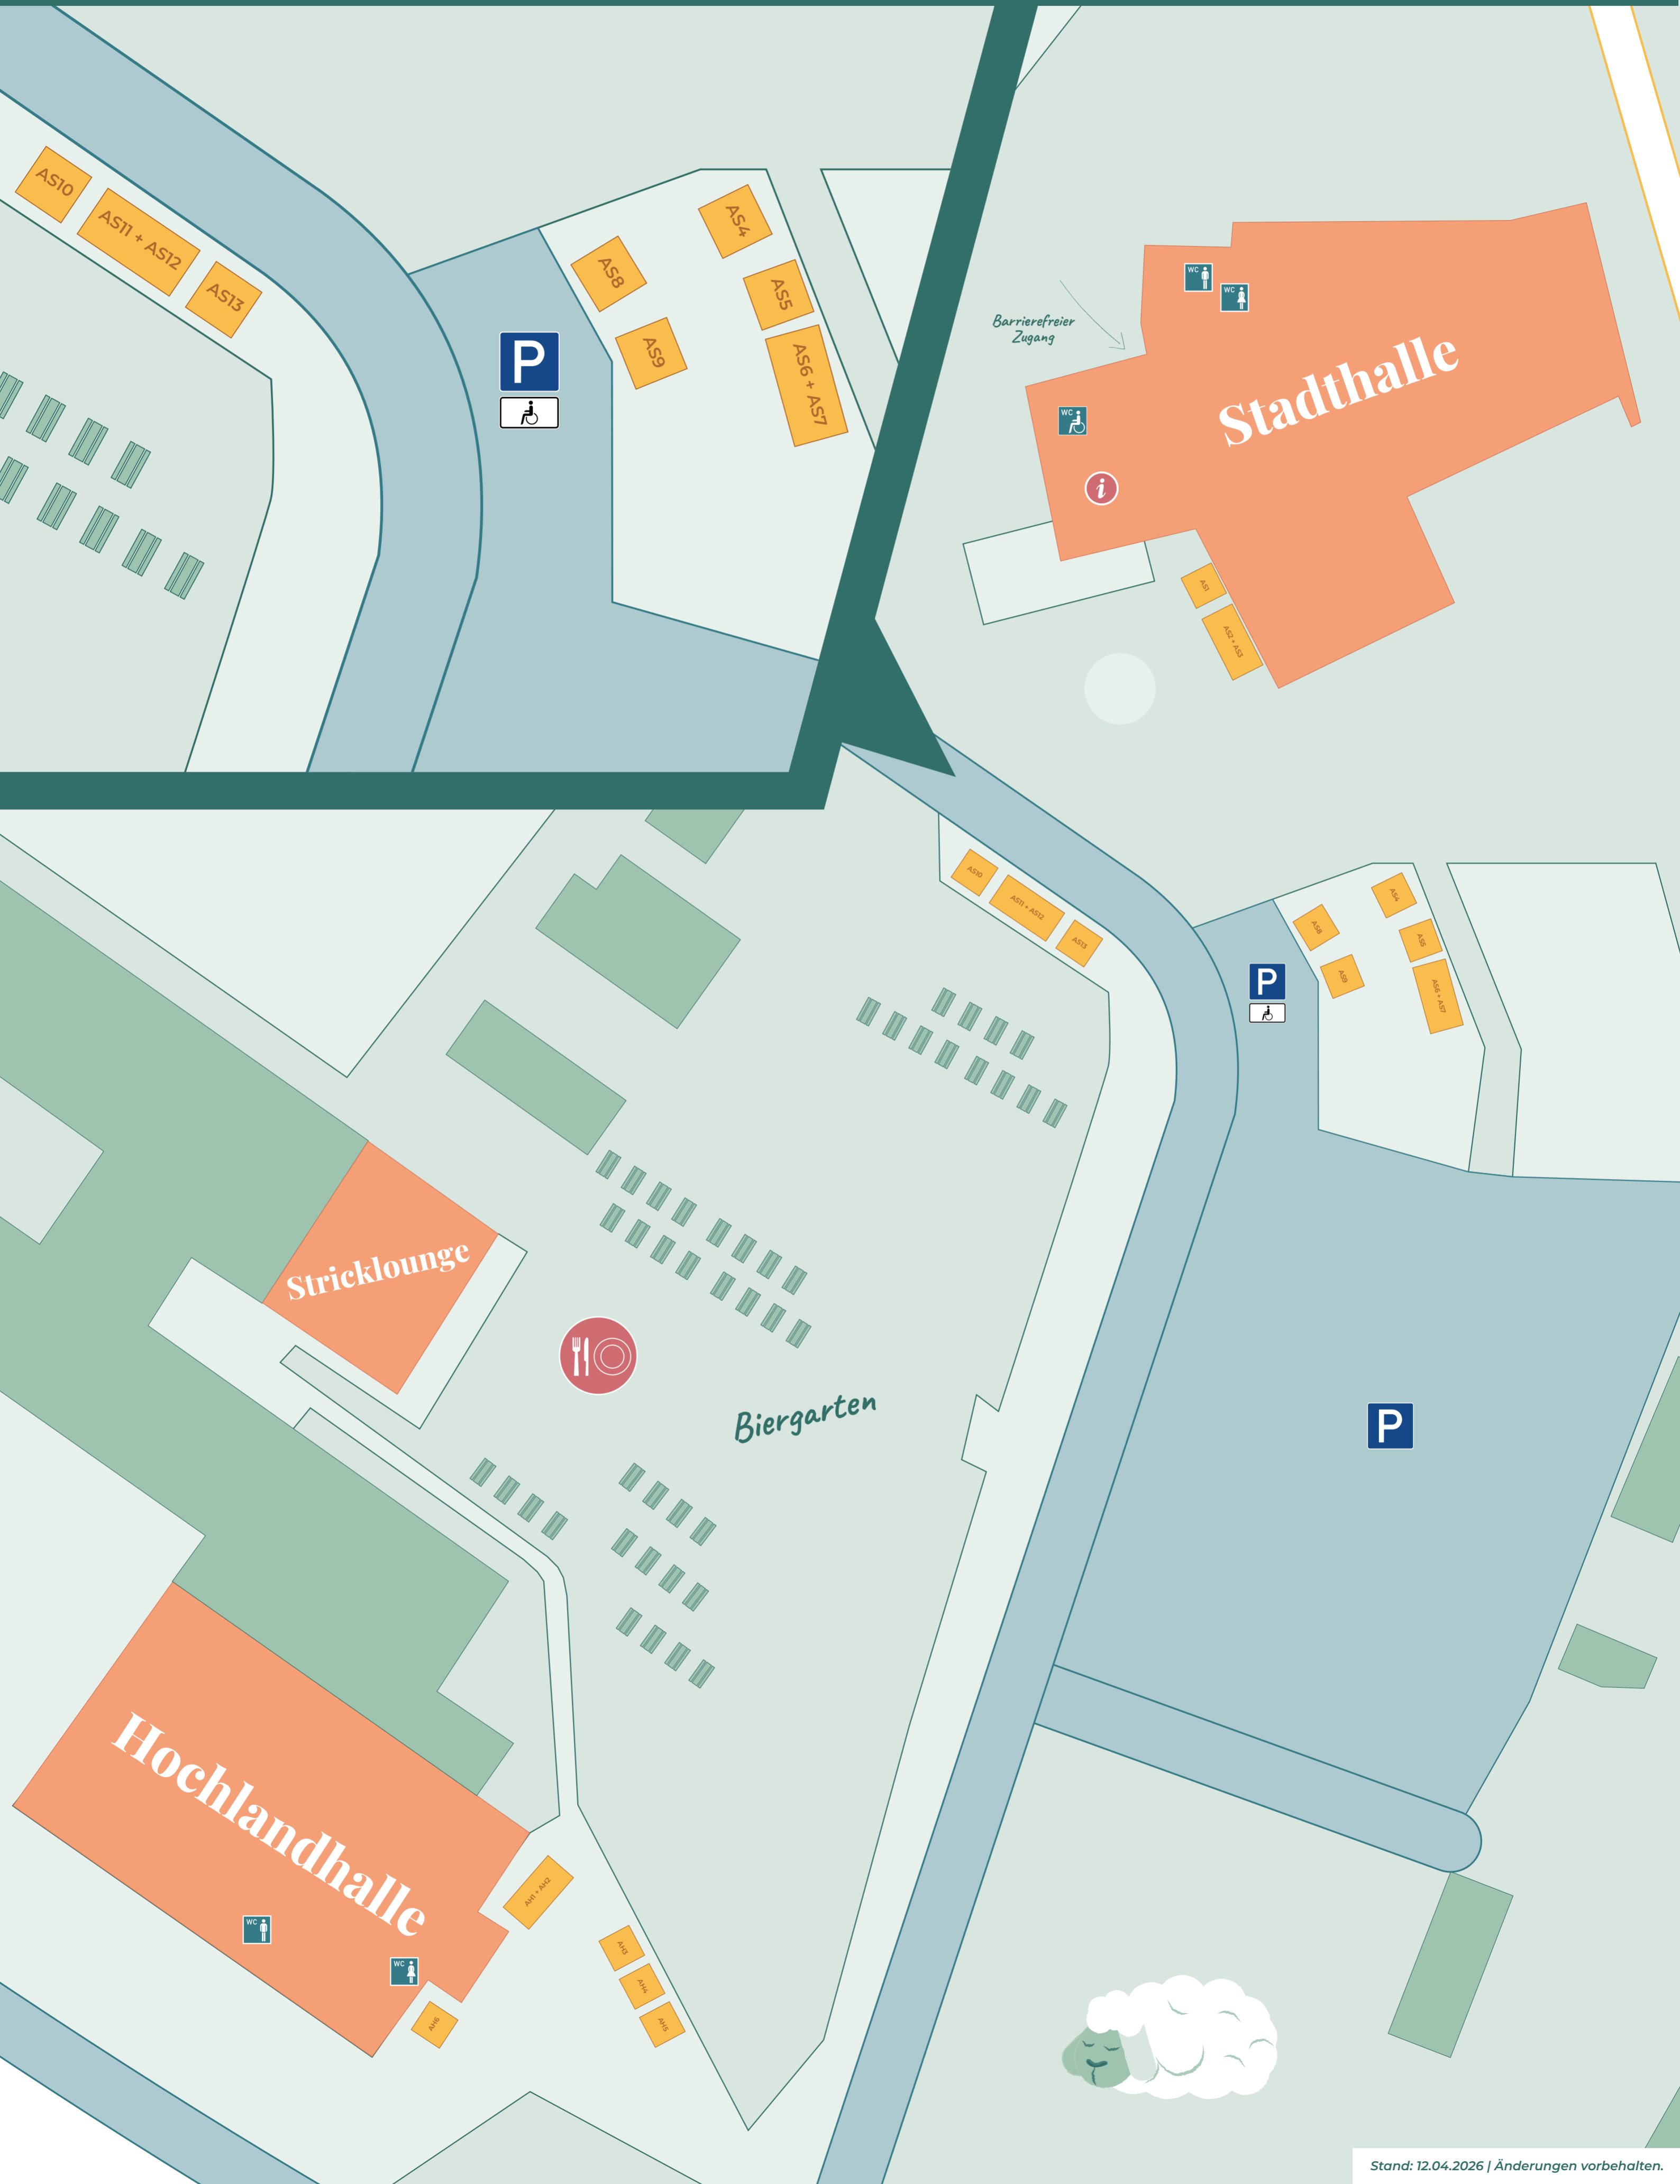 AS10
AS11 + AS12
AS13
P
AS8
AS9
AS4
AS5
AS6 + AS7
WC
WC
Barrierefreier
Zugang
Stadthalle
WC
i
AS1
AS2 + AS3
AS10
AS11 + AS12
AS13
P
AS8
AS9
AS4
AS5
AS6 + AS7
Stricklounge
Biergarten
P
Hochlandhalle
WC
WC
AH1 + AH2
AH3
AH4
AH5
AH6
Stand: 12.04.2026 | Änderungen vorbehalten.